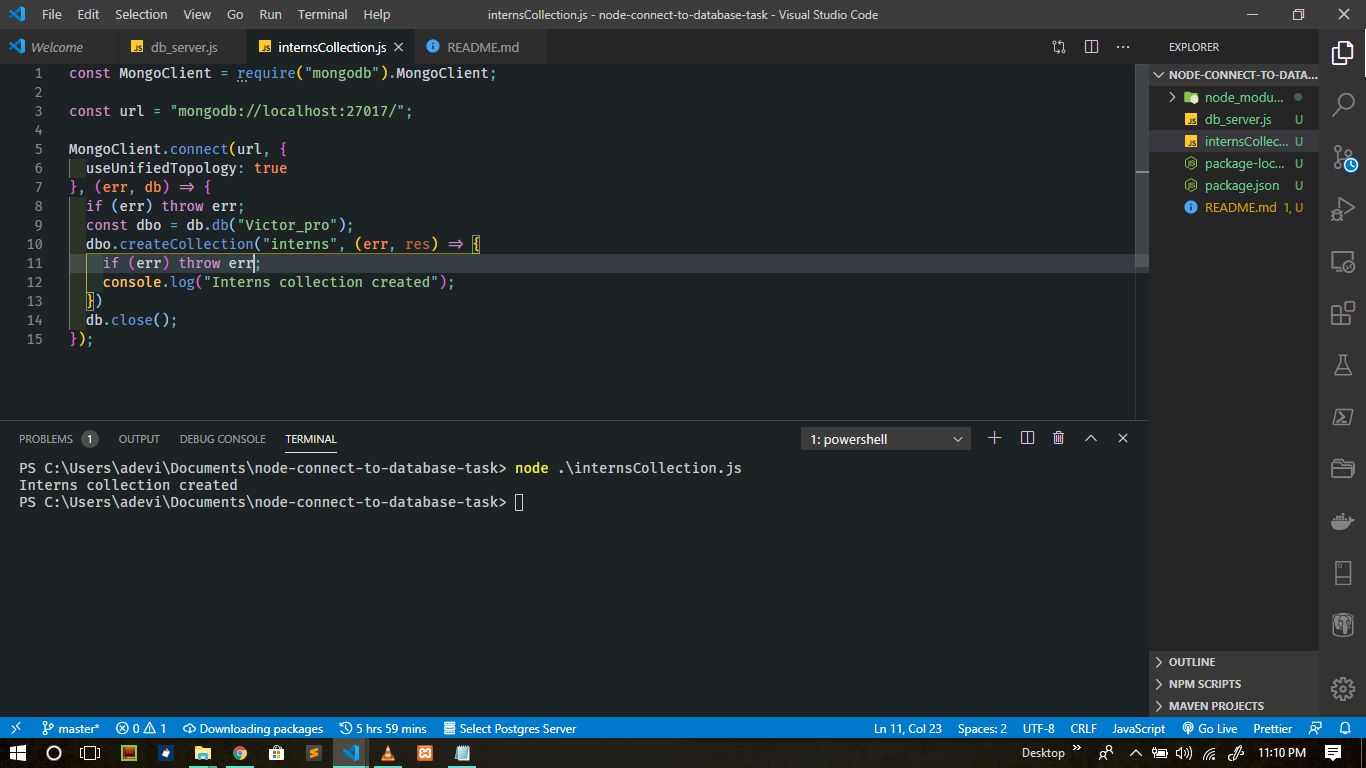 File Edit Selection View Go Run Terminal Help internsCollection.js - node-connect-to-database-task - Visual Studio Code
Welcome db_server.js internsCollection.js README.md
1 const MongoClient = require("mongodb").MongoClient;
2
3 const url = "mongodb://localhost:27017/";
4
5 MongoClient.connect(url, {
6 useUnifiedTopology: true
7 }, (err, db) => {
8 if (err) throw err;
9 const dbo = db.db("Victor_pro");
10 dbo.createCollection("interns", (err, res) => {
11 if (err) throw err;
12 console.log("Interns collection created");
13 })
14 db.close();
15 });
EXPLORER
NODE-CONNECT-TO-DATA...
node_modu...
db_server.js U
internsCollec... U
package-loc... U
package.json U
README.md 1, U
OUTLINE
NPM SCRIPTS
MAVEN PROJECTS
PROBLEMS 1 OUTPUT DEBUG CONSOLE TERMINAL 1: powershell
PS C:\Users\adevi\Documents\node-connect-to-database-task> node .\internsCollection.js
Interns collection created
PS C:\Users\adevi\Documents\node-connect-to-database-task>
master* 0 1 Downloading packages 5 hrs 59 mins Select Postgres Server Ln 11, Col 23 Spaces: 2 UTF-8 CRLF JavaScript Go Live Prettier
Desktop 11:10 PM